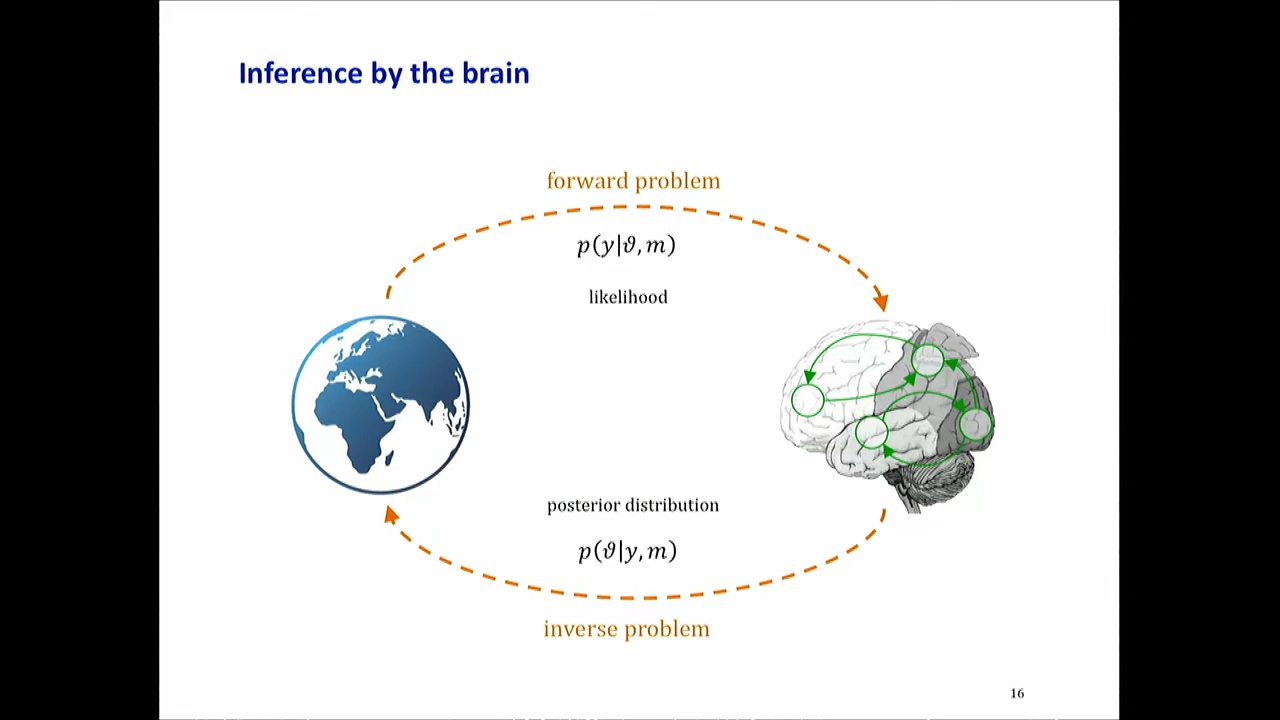 Inference by the brain
forward problem
p(y|ϑ, m)
likelihood
posterior distribution
p(ϑ|y, m)
inverse problem
16